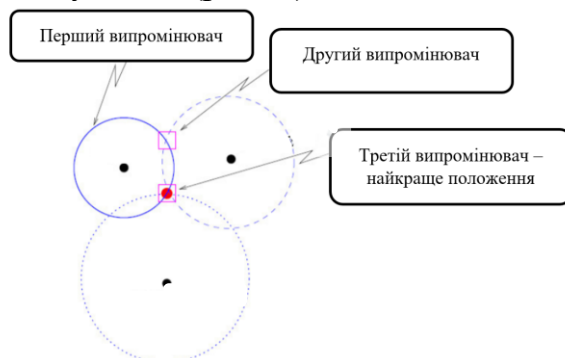 Перший випромінювач
Другий випромінювач
Третій випромінювач –
найкраще положення